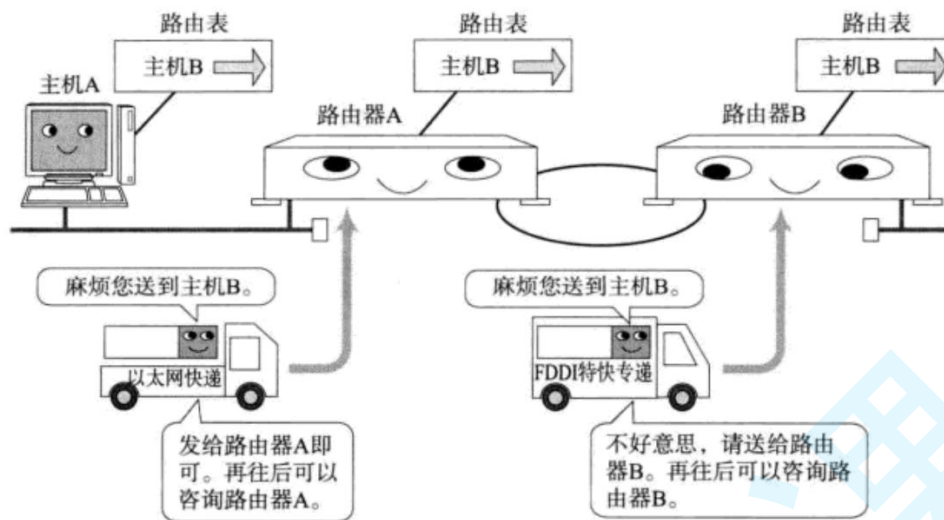 路由表
路由表
路由表
主机B
主机B
主机B
主机A
路由器A
路由器B
麻烦您送到主机B。
麻烦您送到主机B。
以太网快递
FDDI特快专递
发给路由器A即
可。再往后可以
咨询路由器A。
不好意思，请送给路由
器B。再往后可以咨询路
由器B。